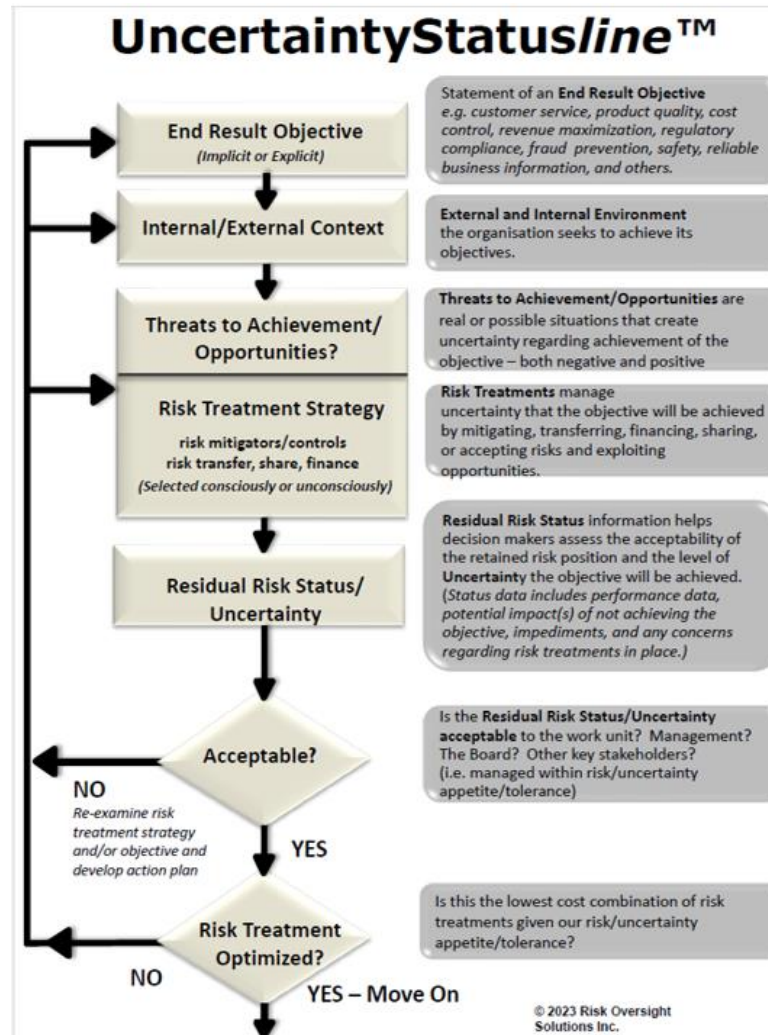 UncertaintyStatusline™
End Result Objective
(Implicit or Explicit)
Statement of an End Result Objective
e.g. customer service, product quality, cost
control, revenue maximization, regulatory
compliance, fraud prevention, safety, reliable
business information, and others.
Internal/External Context
External and Internal Environment
the organisation seeks to achieve its
objectives.
Threats to Achievement/
Opportunities?
Threats to Achievement/Opportunities are
real or possible situations that create
uncertainty regarding achievement of the
objective – both negative and positive
Risk Treatment Strategy
risk mitigators/controls
risk transfer, share, finance
(Selected consciously or unconsciously)
Risk Treatments manage
uncertainty that the objective will be achieved
by mitigating, transferring, financing, sharing,
or accepting risks and exploiting
opportunities.
Residual Risk Status/
Uncertainty
Residual Risk Status information helps
decision makers assess the acceptability of
the retained risk position and the level of
Uncertainty the objective will be achieved.
(Status data includes performance data,
potential impact(s) of not achieving the
objective, impediments, and any concerns
regarding risk treatments in place.)
Acceptable?
Is the Residual Risk Status/Uncertainty
acceptable to the work unit? Management?
The Board? Other key stakeholders?
(i.e. managed within risk/uncertainty
appetite/tolerance)
NO
Re-examine risk
treatment strategy
and/or objective and
develop action plan
YES
Risk Treatment
Optimized?
Is this the lowest cost combination of risk
treatments given our risk/uncertainty
appetite/tolerance?
NO
YES – Move On
© 2023 Risk Oversight
Solutions Inc.